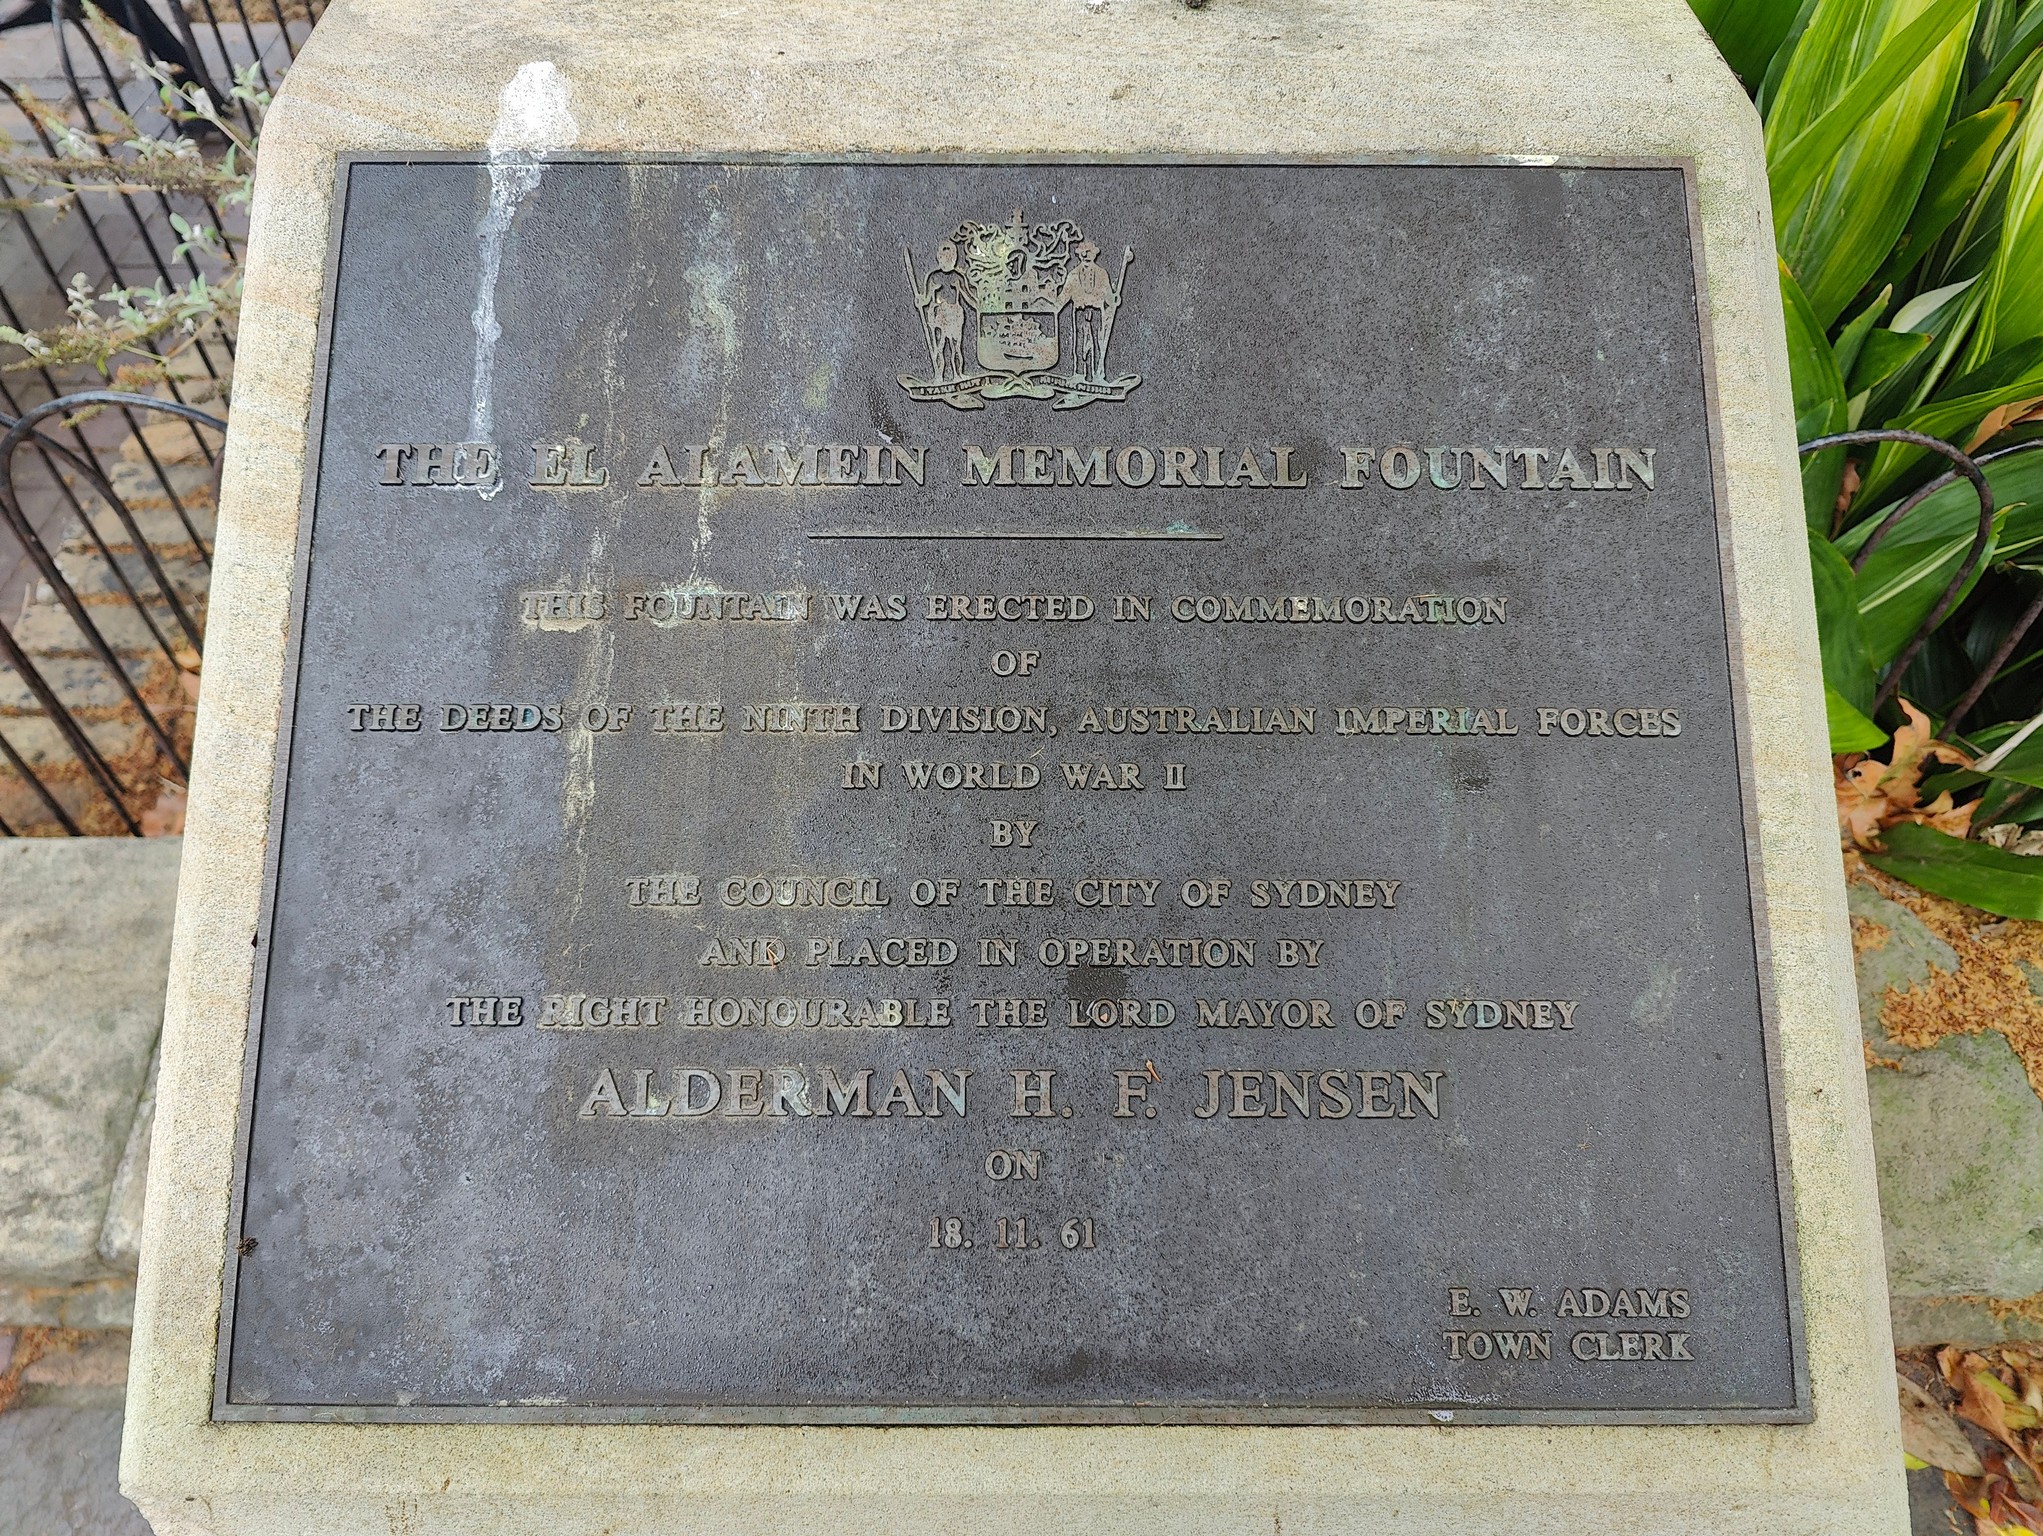 THE EL ALAMEIN MEMORIAL FOUNTAIN
THIS FOUNTAIN WAS ERECTED IN COMMEMORATION
OF
THE DEEDS OF THE NINTH DIVISION, AUSTRALIAN IMPERIAL FORCES
IN WORLD WAR II
BY
THE COUNCIL OF THE CITY OF SYDNEY
AND PLACED IN OPERATION BY
THE RIGHT HONOURABLE THE LORD MAYOR OF SYDNEY
ALDERMAN H. F. JENSEN
ON
18. 11. 61
E. W. ADAMS
TOWN CLERK